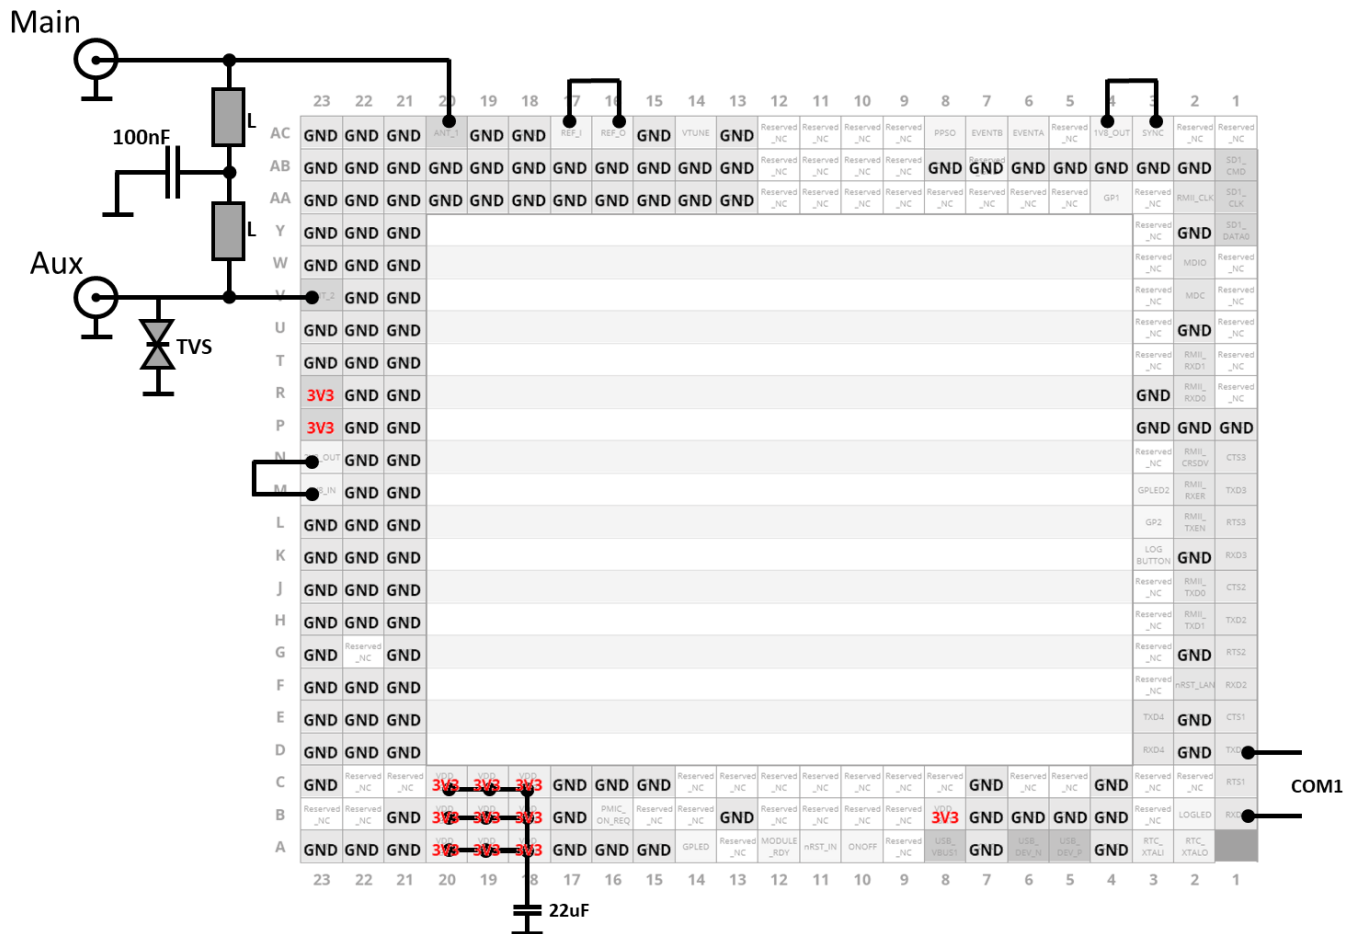 Main
23 22 21 20 19 18 17 16 15 14 13 12 11 10 9 8 7 6 5 4 3 2 1
AC GND GND GND ANT_1 GND GND REF_I REF_O GND VTUNE GND Reserved_NC Reserved_NC Reserved_NC Reserved_NC PPSO EVENTB EVENTA Reserved_NC 1V8_OUT SYNC Reserved_NC Reserved_NC
L
100nF
AB GND GND GND GND GND GND GND GND GND GND GND Reserved_NC Reserved_NC Reserved_NC Reserved_NC GND GND GND GND GND GND GND SD1_CMD
AA GND GND GND GND GND GND GND GND GND GND GND Reserved_NC Reserved_NC Reserved_NC Reserved_NC Reserved_NC Reserved_NC Reserved_NC Reserved_NC GP1 Reserved_NC RMII_CLK SD1_CLK
L
Y GND GND GND Reserved_NC GND SD1_DATA0
Aux
W GND GND GND Reserved_NC MDIO Reserved_NC
V GND GND Reserved_NC MDC Reserved_NC
U GND GND GND Reserved_NC GND Reserved_NC
TVS
T GND GND GND Reserved_NC RMII_RXD1 Reserved_NC
R 3V3 GND GND GND RMII_RXD0 Reserved_NC
P 3V3 GND GND GND GND GND
N GND GND Reserved_NC RMII_CRSDV CTS3
M GND GND GPLED2 RMII_RXER TXD3
L GND GND GND GP2 RMII_TXEN RTS3
K GND GND GND LOG BUTTON GND RXD3
J GND GND GND Reserved_NC RMII_TXD0 CTS2
H GND GND GND Reserved_NC RMII_TXD1 TXD2
G GND Reserved_NC GND Reserved_NC GND RTS2
F GND GND GND Reserved_NC nRST_LAN RXD2
E GND GND GND TXD4 GND CTS1
D GND GND GND RXD4 GND TXD
C GND Reserved_NC Reserved_NC 3V3 3V3 3V3 GND GND GND Reserved_NC Reserved_NC Reserved_NC Reserved_NC Reserved_NC Reserved_NC Reserved_NC GND Reserved_NC Reserved_NC GND Reserved_NC Reserved_NC RTS1
COM1
B Reserved_NC Reserved_NC GND 3V3 3V3 3V3 GND PMIC_ON_REQ Reserved_NC Reserved_NC GND Reserved_NC Reserved_NC Reserved_NC Reserved_NC 3V3 GND GND GND GND Reserved_NC LOGLED RXD
A GND GND GND 3V3 3V3 3V3 GND GND GND GPLED Reserved_NC MODULE_RDY nRST_IN ONOFF Reserved_NC USB_VBUS1 GND USB_DEV_N USB_DEV_P GND RTC_XTALI RTC_XTALO
23 22 21 20 19 18 17 16 15 14 13 12 11 10 9 8 7 6 5 4 3 2 1
22uF